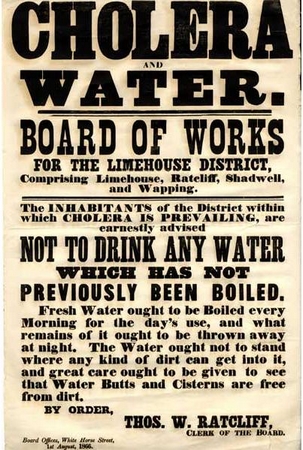 CHOLERA
AND
WATER.
BOARD OF WORKS
FOR THE LIMEHOUSE DISTRICT,
Comprising Limehouse, Ratcliff, Shadwell,
and Wapping.
The INHABITANTS of the District within
which CHOLERA IS PREVAILING, are
earnestly advised
NOT TO DRINK ANY WATER
WHICH HAS NOT
PREVIOUSLY BEEN BOILED.
Fresh Water ought to be Boiled every
Morning for the day's use, and what
remains of it ought to be thrown away
at night. The Water ought not to stand
where any kind of dirt can get into it,
and great care ought to be given to see
that Water Butts and Cisterns are free
from dirt.
BY ORDER,
THOS. W. RATCLIFF,
CLERK OF THE BOARD.
Board Offices, White Horse Street,
1st August, 1866.